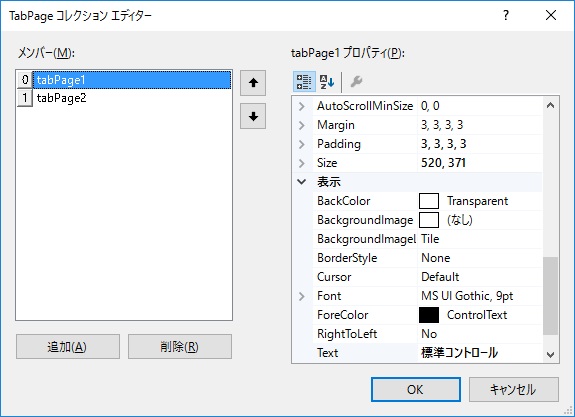 TabPage コレクション エディター
メンバー(M):
0 tabPage1
1 tabPage2
追加(A)
削除(R)
tabPage1 プロパティ(P):
AutoScrollMinSize 0, 0
Margin 3, 3, 3, 3
Padding 3, 3, 3, 3
Size 520, 371
表示
BackColor Transparent
BackgroundImage (なし)
BackgroundImagel Tile
BorderStyle None
Cursor Default
Font MS UI Gothic, 9pt
ForeColor ControlText
RightToLeft No
Text 標準コントロール
OK
キャンセル